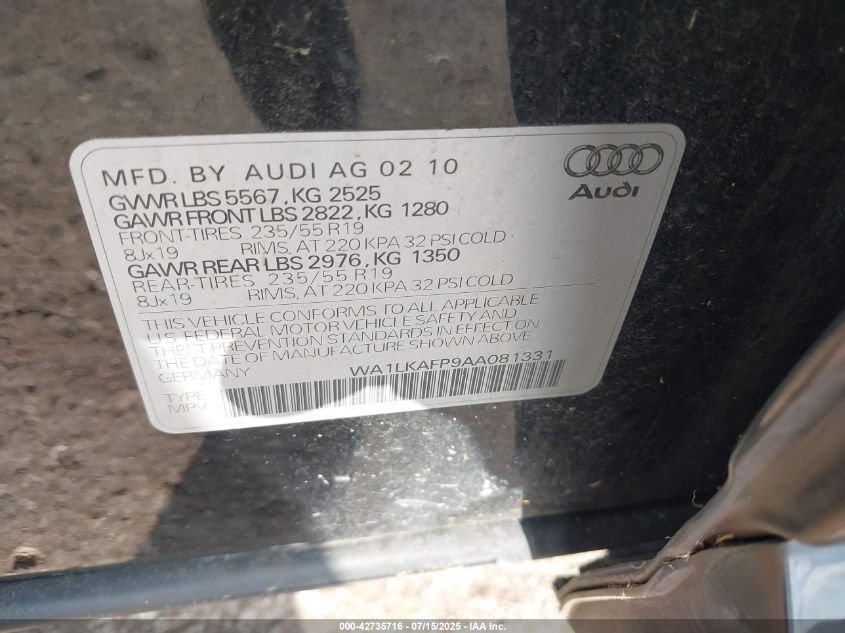 MFD. BY AUDI AG 02 10
GVWR LBS 5567, KG 2525
GAWR FRONT LBS 2822, KG 1280
FRONT-TIRES 235/55 R19
8Jx19 RIMS, AT 220 KPA 32 PSI COLD
GAWR REAR LBS 2976, KG 1350
REAR-TIRES 235/55 R19
8Jx19 RIMS, AT 220 KPA 32 PSI COLD
THIS VEHICLE CONFORMS TO ALL APPLICABLE
U.S. FEDERAL MOTOR VEHICLE SAFETY AND
THEFT PREVENTION STANDARDS IN EFFECT ON
THE DATE OF MANUFACTURE SHOWN ABOVE
GERMANY WA1LKAFP9AA081331
TYPE
MPV
Audi
000-42735716 - 07/15/2025 - IAA, Inc.